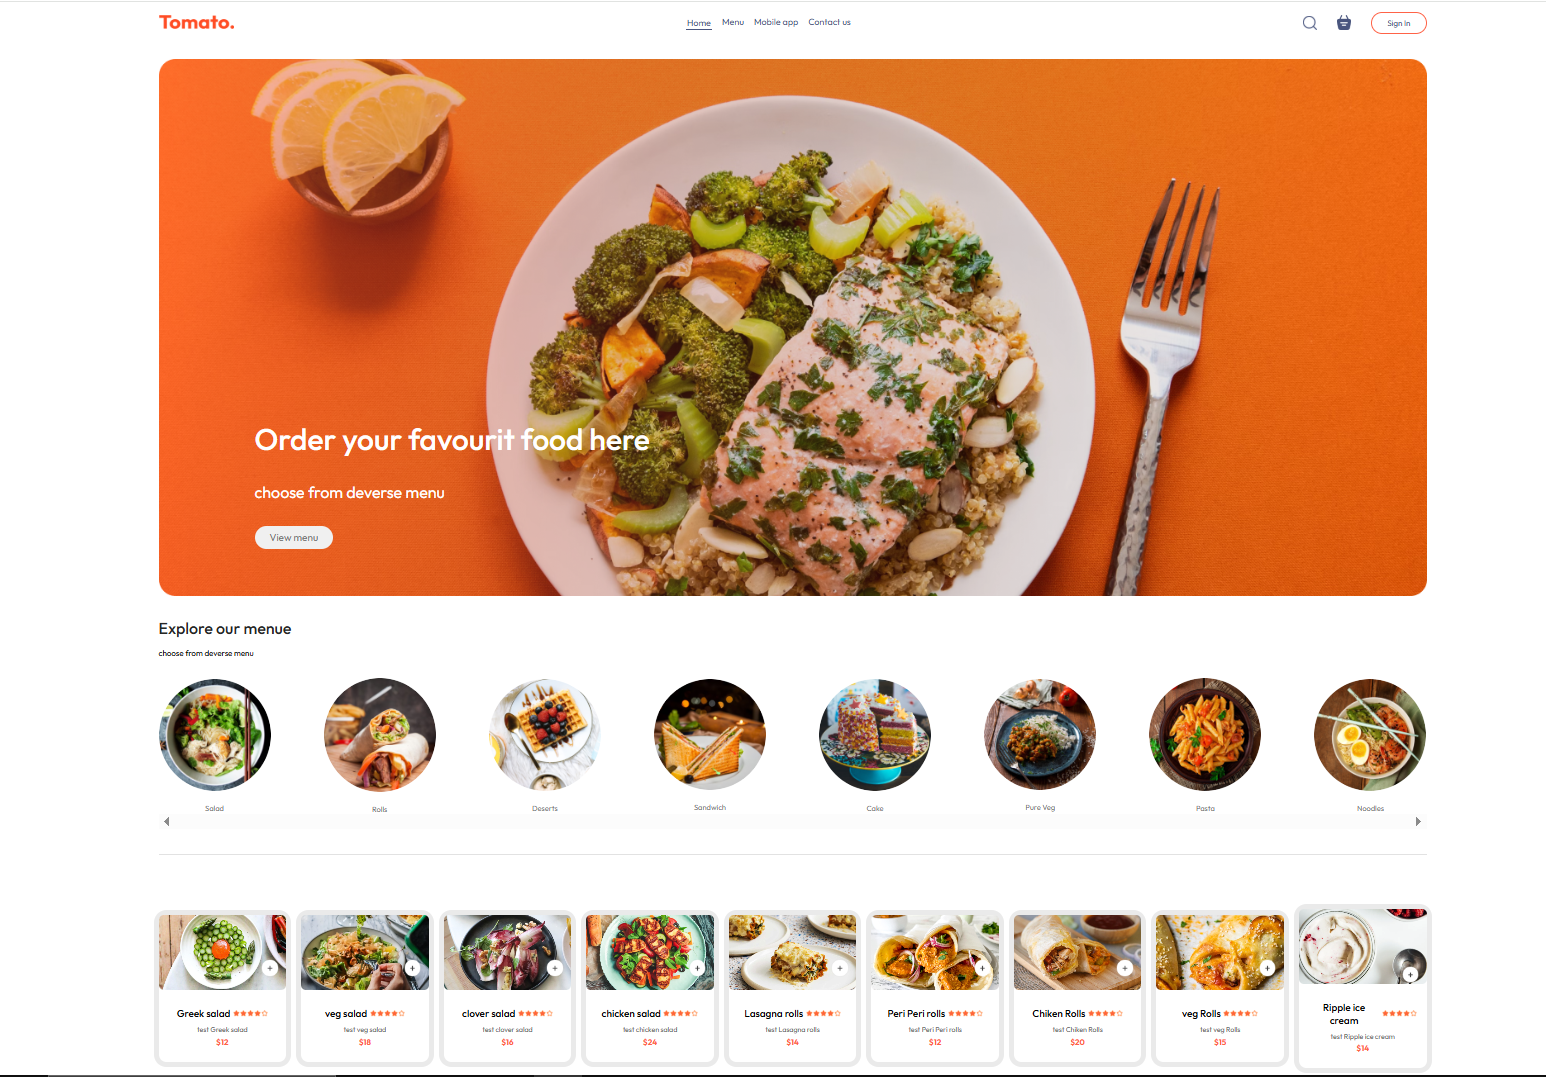 Tomato.
Home Menu Mobile app Contact us
Sign In
Order your favourit food here
choose from deverse menu
View menu
Explore our menue
choose from deverse menu
Salad Rolls Deserts Sandwich Cake Pure Veg Pasta Noodles
Greek salad
test Greek salad
$12
veg salad
test veg salad
$18
clover salad
test clover salad
$16
chicken salad
test chicken salad
$24
Lasagna rolls
test Lasagna rolls
$14
Peri Peri rolls
test Peri Peri rolls
$12
Chiken Rolls
test Chiken Rolls
$20
veg Rolls
test veg Rolls
$15
Ripple ice
cream
test Ripple ice cream
$14